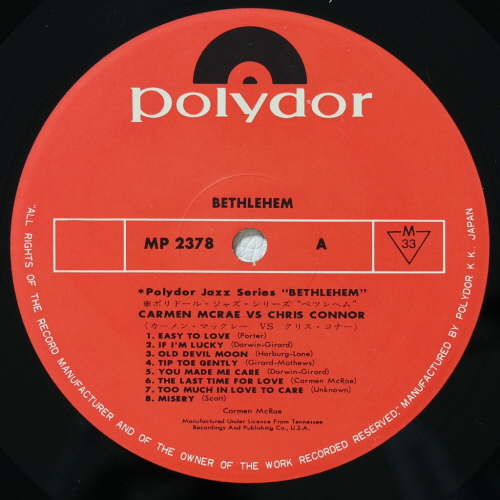 polydor
BETHLEHEM
MP 2378
A
M
33
*Polydor Jazz Series "BETHLEHEM"
※ポリドール・ジャズ・シリーズ"ベツレヘム"
CARMEN MCRAE VS CHRIS CONNOR
(カーメン・マックレー VS クリス・コナー)
1. EASY TO LOVE (Porter)
2. IF I'M LUCKY (Darwin-Girard)
3. OLD DEVIL MOON (Harburg-Lane)
4. TIP TOE GENTLY (Girard-Mathews)
5. YOU MADE ME CARE (Darwin-Girard)
6. THE LAST TIME FOR LOVE (Carmen McRae)
7. TOO MUCH IN LOVE TO CARE (Unknown)
8. MISERY (Scott)
Carmen McRae
Manufactured Under Licence From Tennessee
Recordings And Publishing Co., U.S.A.
"ALL RIGHTS OF THE RECORD MANUFACTURER AND OF THE OWNER OF THE WORK RECORDED RESERVED" MANUFACTURED BY POLYDOR K.K. JAPAN